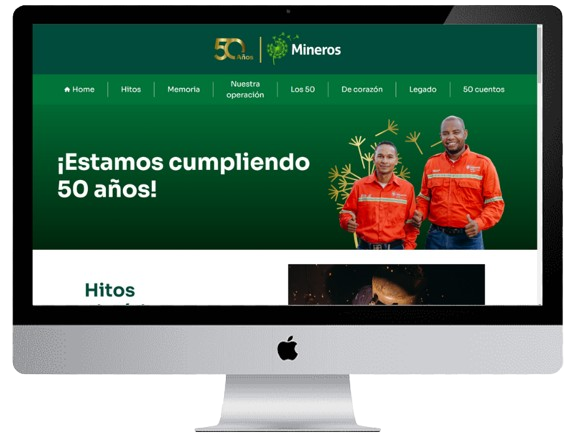 50 Años
Mineros
Home
Hitos
Memoria
Nuestra
operación
Los 50
De corazón
Legado
50 cuentos
¡Estamos cumpliendo
50 años!
Hitos